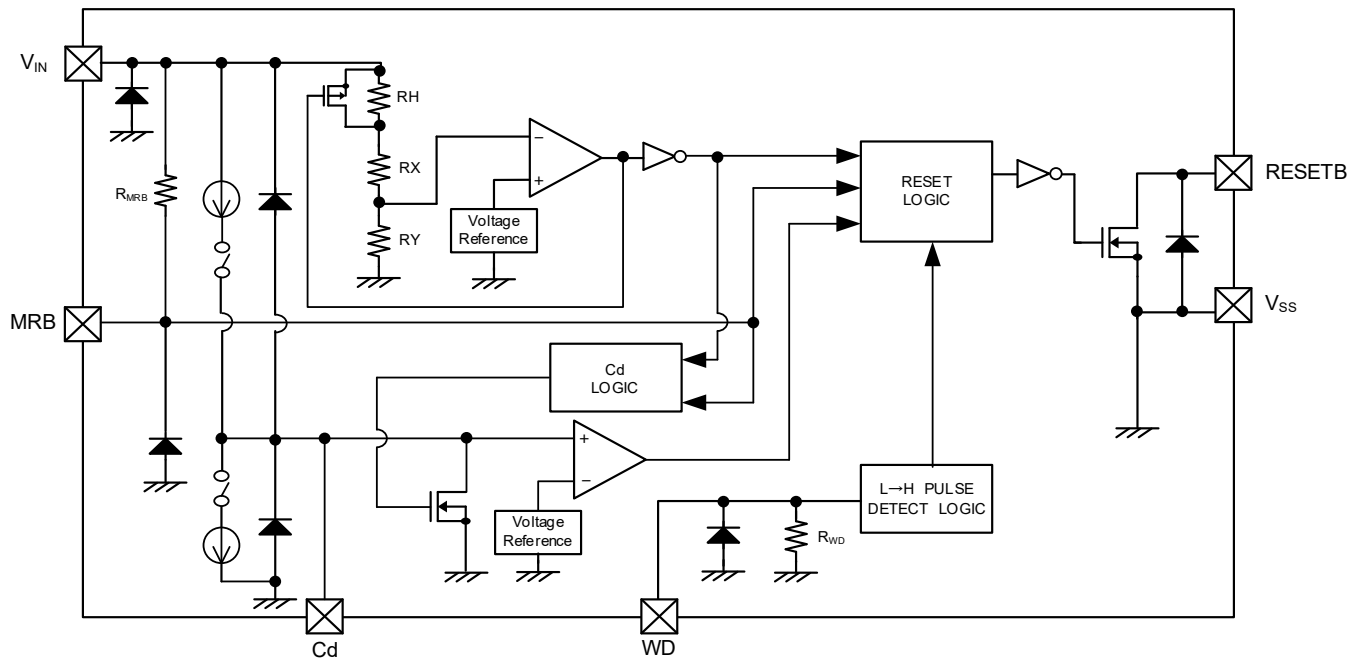 VIN
RH
RMRB
RX
RY
Voltage
Reference
−
+
RESET
LOGIC
RESETB
MRB
VSS
Cd
LOGIC
+
−
Voltage
Reference
L→H PULSE
DETECT LOGIC
RWD
Cd
WD